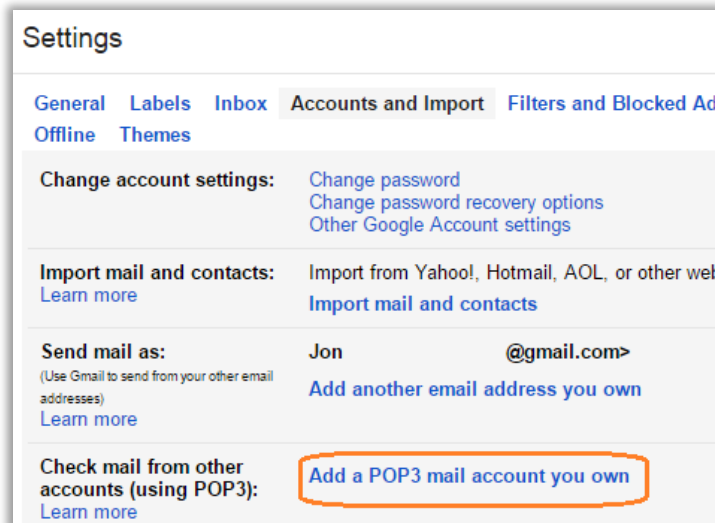 Settings
General Labels Inbox Accounts and Import Filters and Blocked Ad
Offline Themes
Change account settings: Change password
Change password recovery options
Other Google Account settings
Import mail and contacts: Import from Yahoo!, Hotmail, AOL, or other web
Learn more
Import mail and contacts
Send mail as: Jon @gmail.com>
(Use Gmail to send from your other email
addresses)
Add another email address you own
Learn more
Check mail from other
accounts (using POP3):
Add a POP3 mail account you own
Learn more